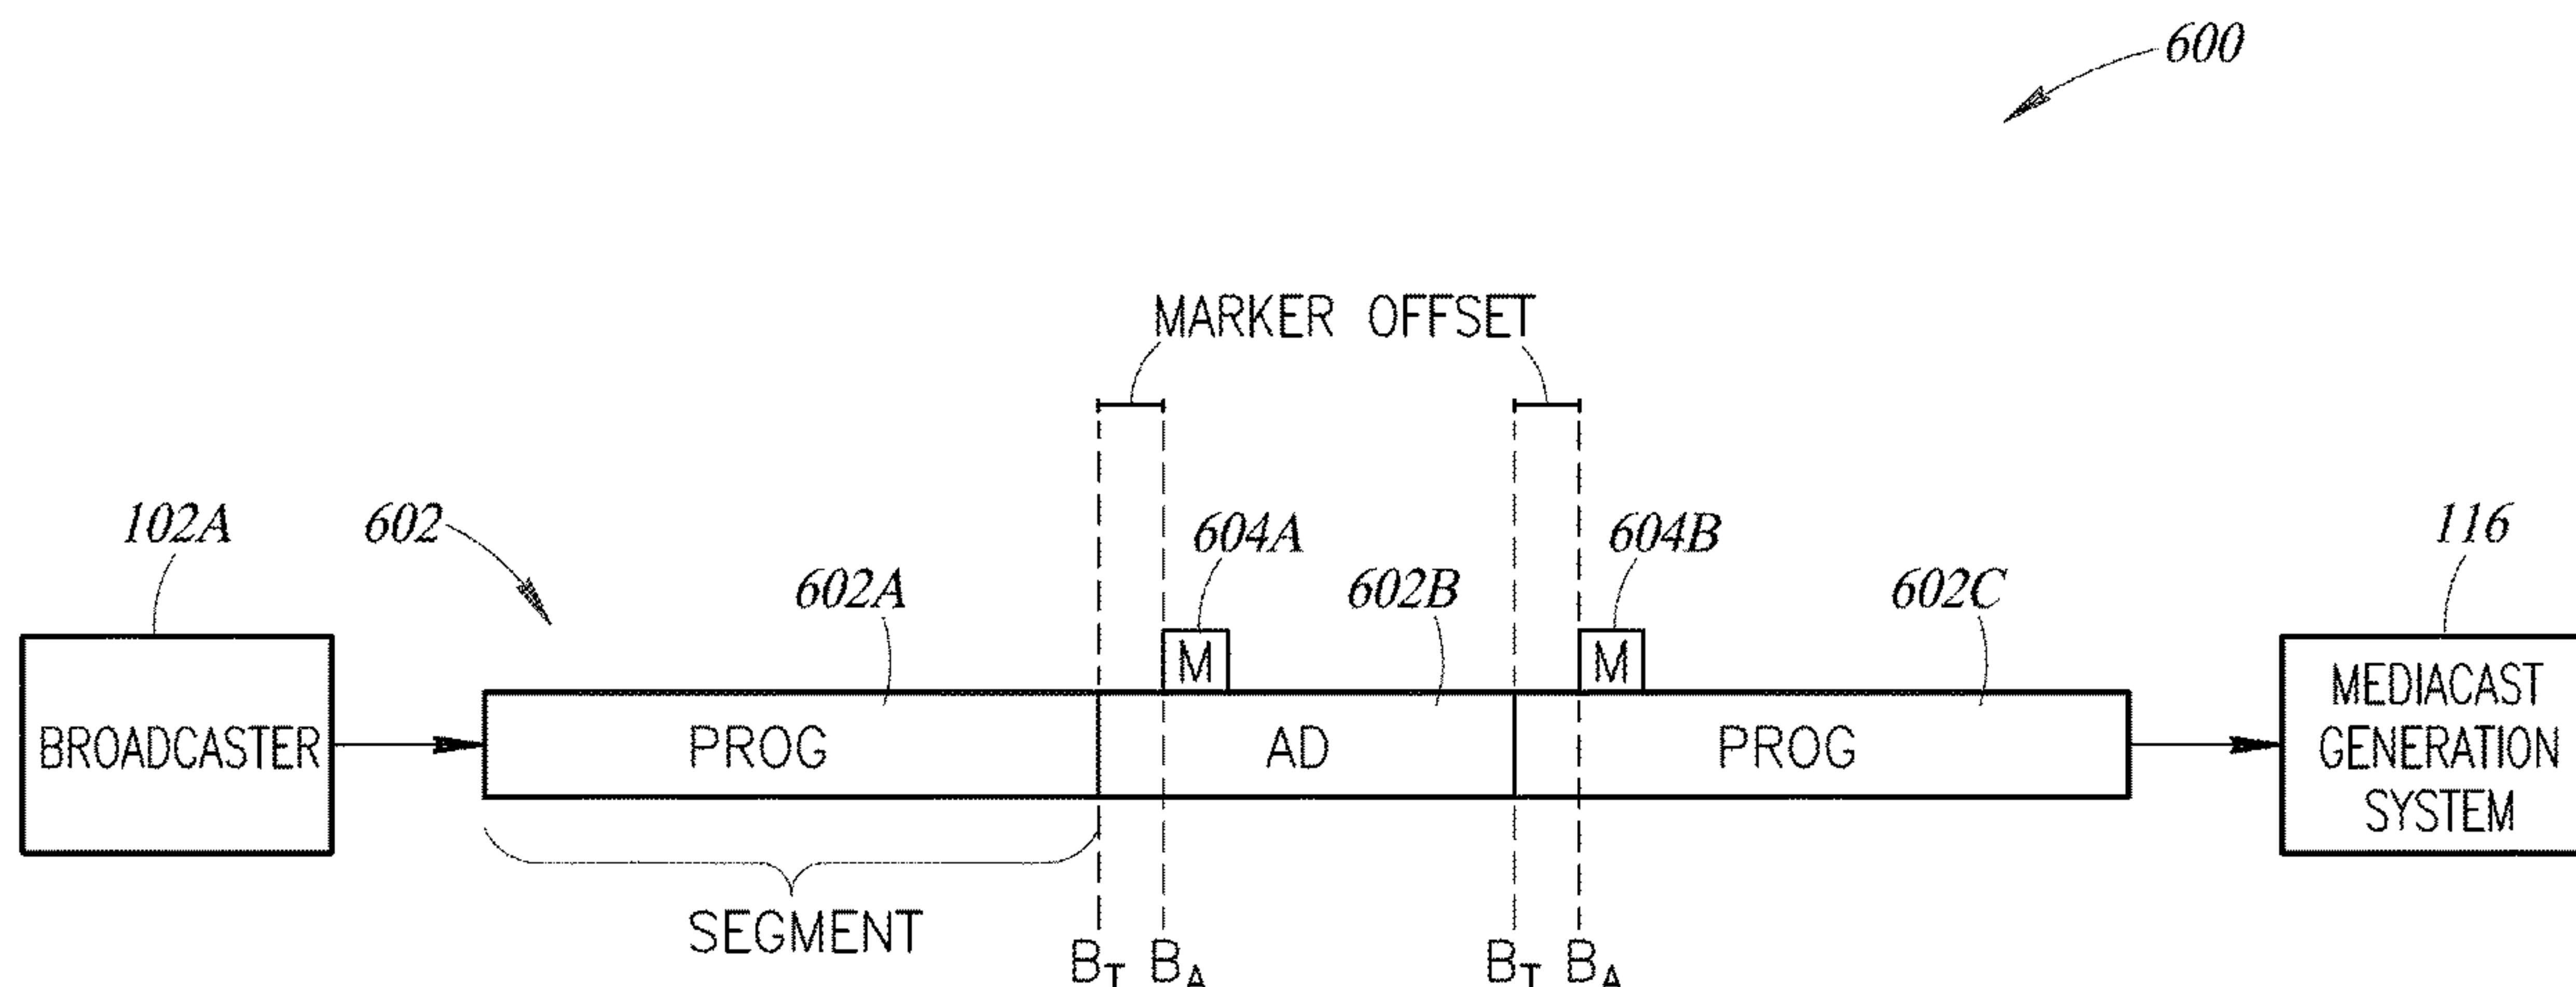 600
MARKER OFFSET
102A
602
604A
604B
116
602A
602B
602C
M
M
BROADCASTER
PROG
AD
PROG
MEDIACAST
GENERATION
SYSTEM
SEGMENT
BT BA
BT BA